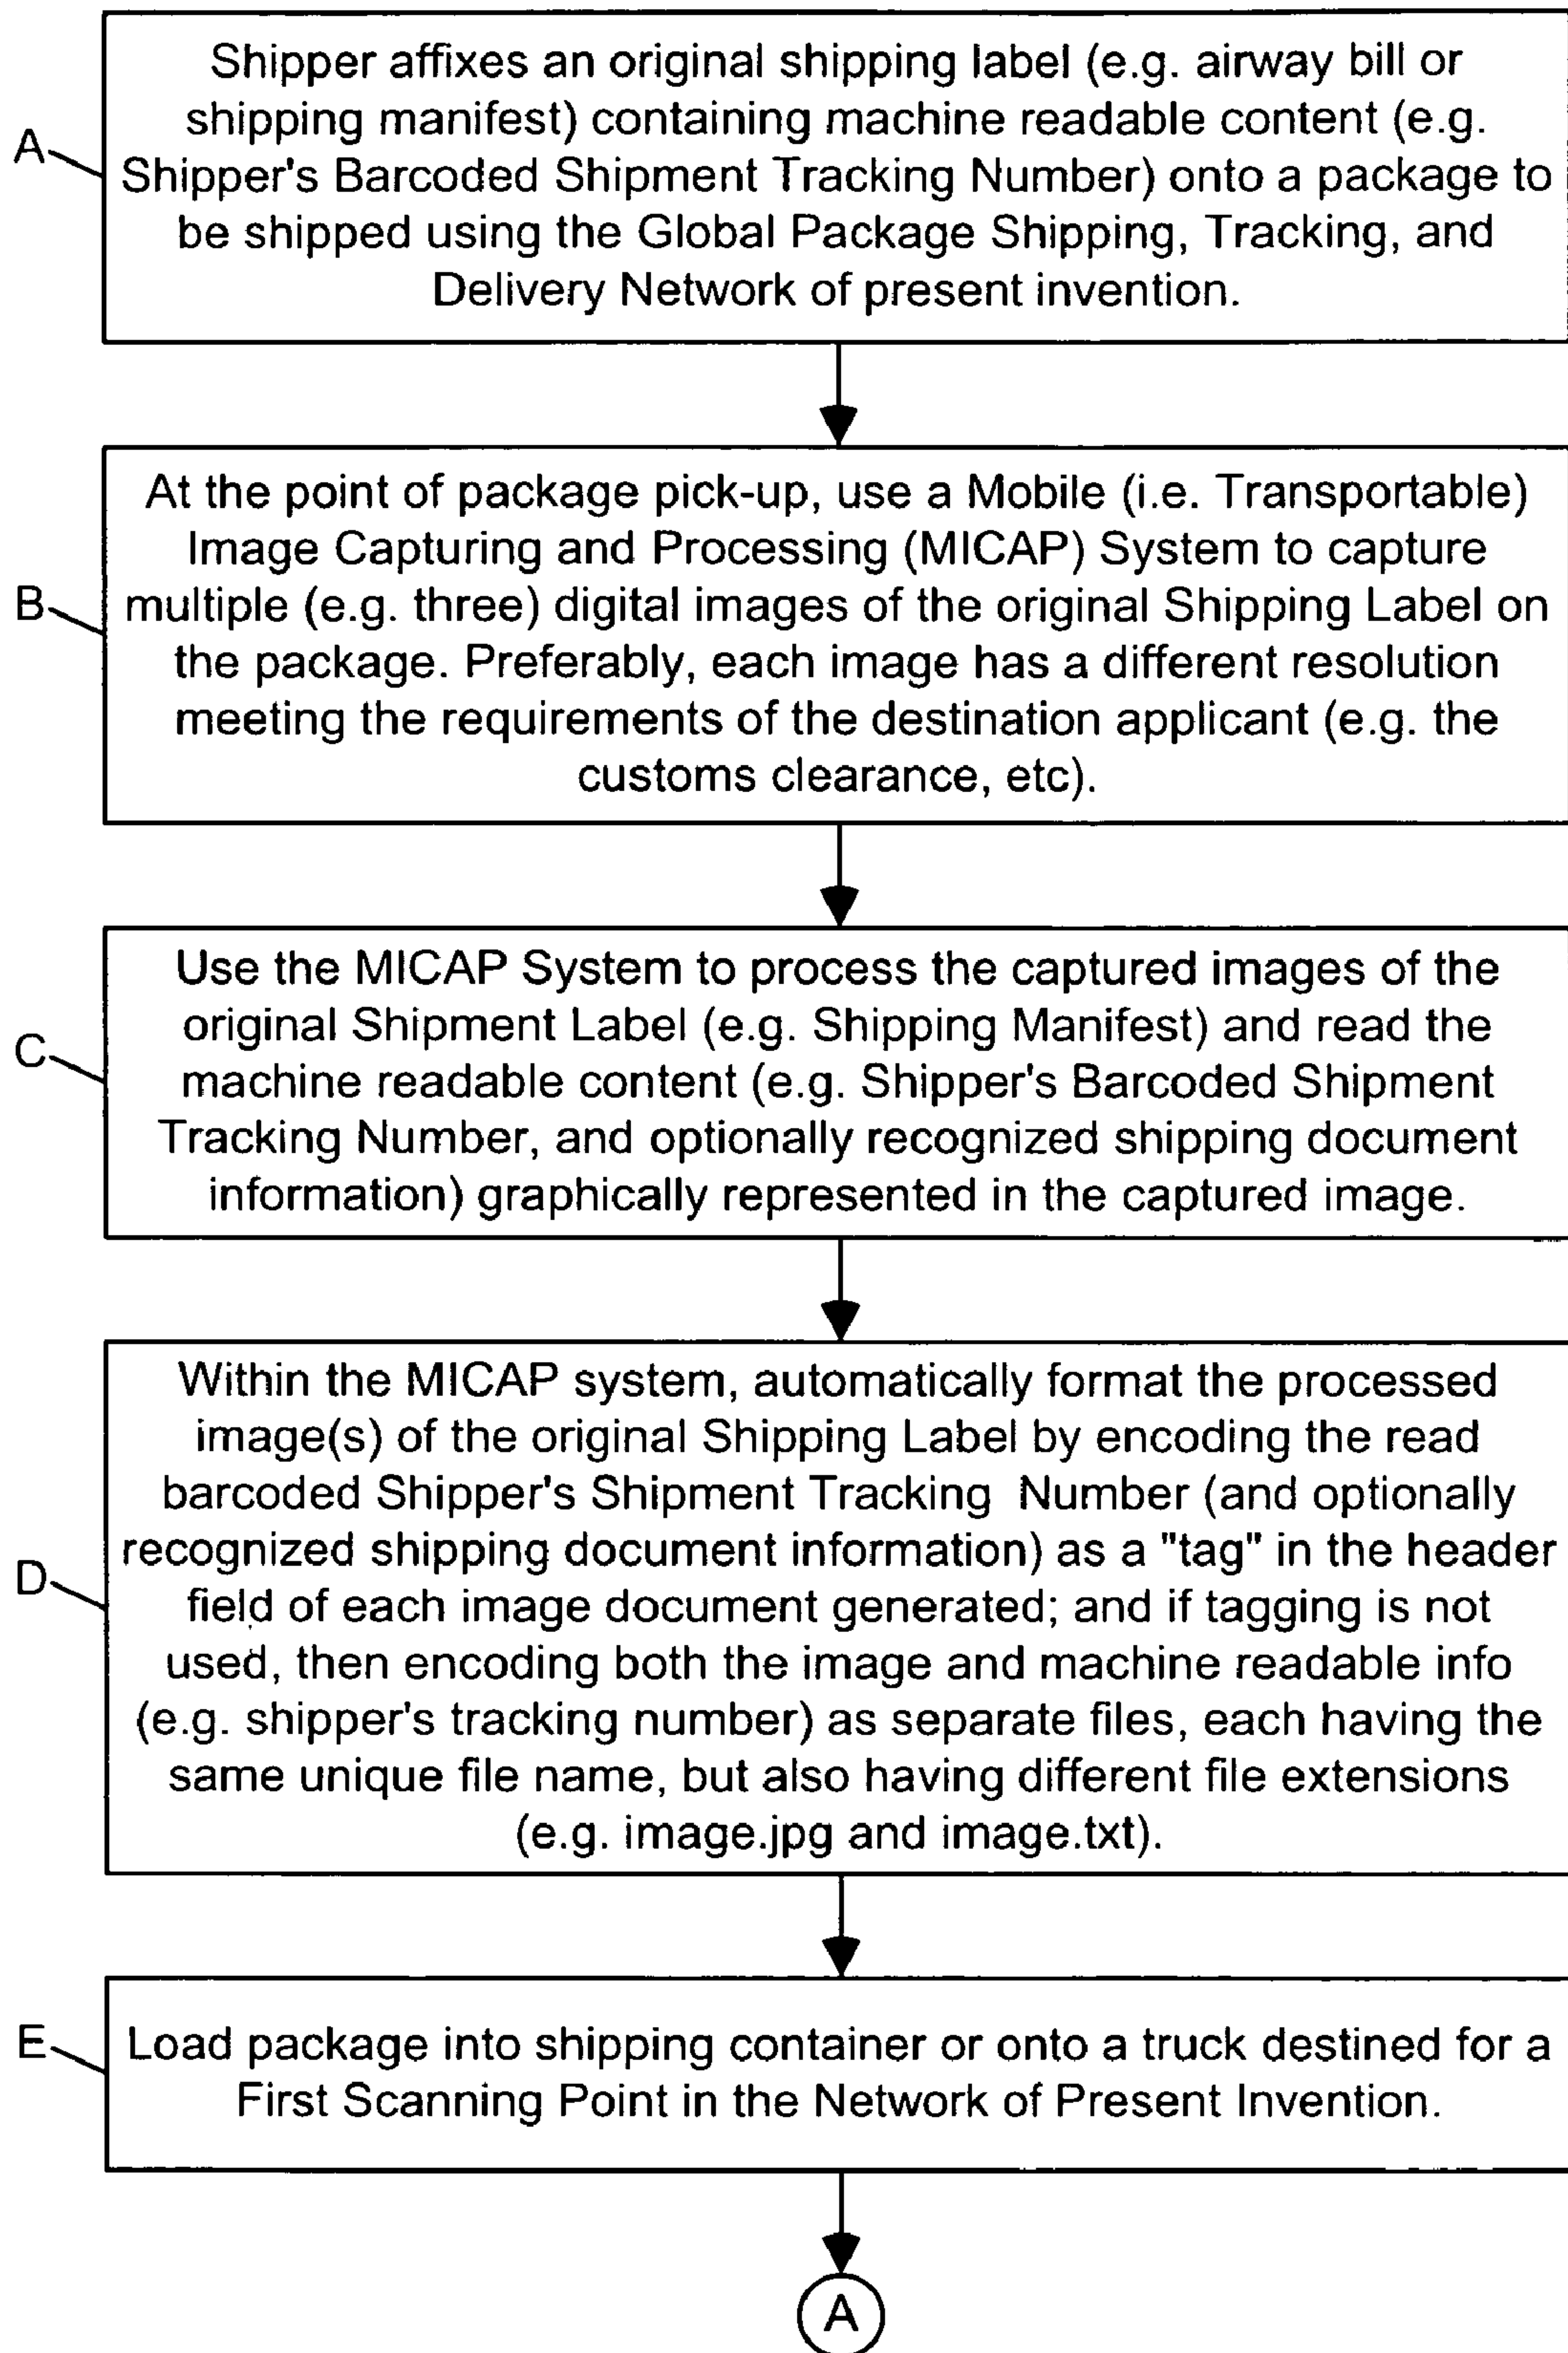 Shipper affixes an original shipping label (e.g. airway bill or
shipping manifest) containing machine readable content (e.g.
A
Shipper's Barcoded Shipment Tracking Number) onto a package to
be shipped using the Global Package Shipping, Tracking, and
Delivery Network of present invention.
At the point of package pick-up, use a Mobile (i.e. Transportable)
Image Capturing and Processing (MICAP) System to capture
B
multiple (e.g. three) digital images of the original Shipping Label on
the package. Preferably, each image has a different resolution
meeting the requirements of the destination applicant (e.g. the
customs clearance, etc).
Use the MICAP System to process the captured images of the
original Shipment Label (e.g. Shipping Manifest) and read the
C
machine readable content (e.g. Shipper's Barcoded Shipment
Tracking Number, and optionally recognized shipping document
information) graphically represented in the captured image.
Within the MICAP system, automatically format the processed
image(s) of the original Shipping Label by encoding the read
barcoded Shipper's Shipment Tracking Number (and optionally
recognized shipping document information) as a "tag" in the header
D
field of each image document generated; and if tagging is not
used, then encoding both the image and machine readable info
(e.g. shipper's tracking number) as separate files, each having the
same unique file name, but also having different file extensions
(e.g. image.jpg and image.txt).
E
Load package into shipping container or onto a truck destined for a
First Scanning Point in the Network of Present Invention.
A